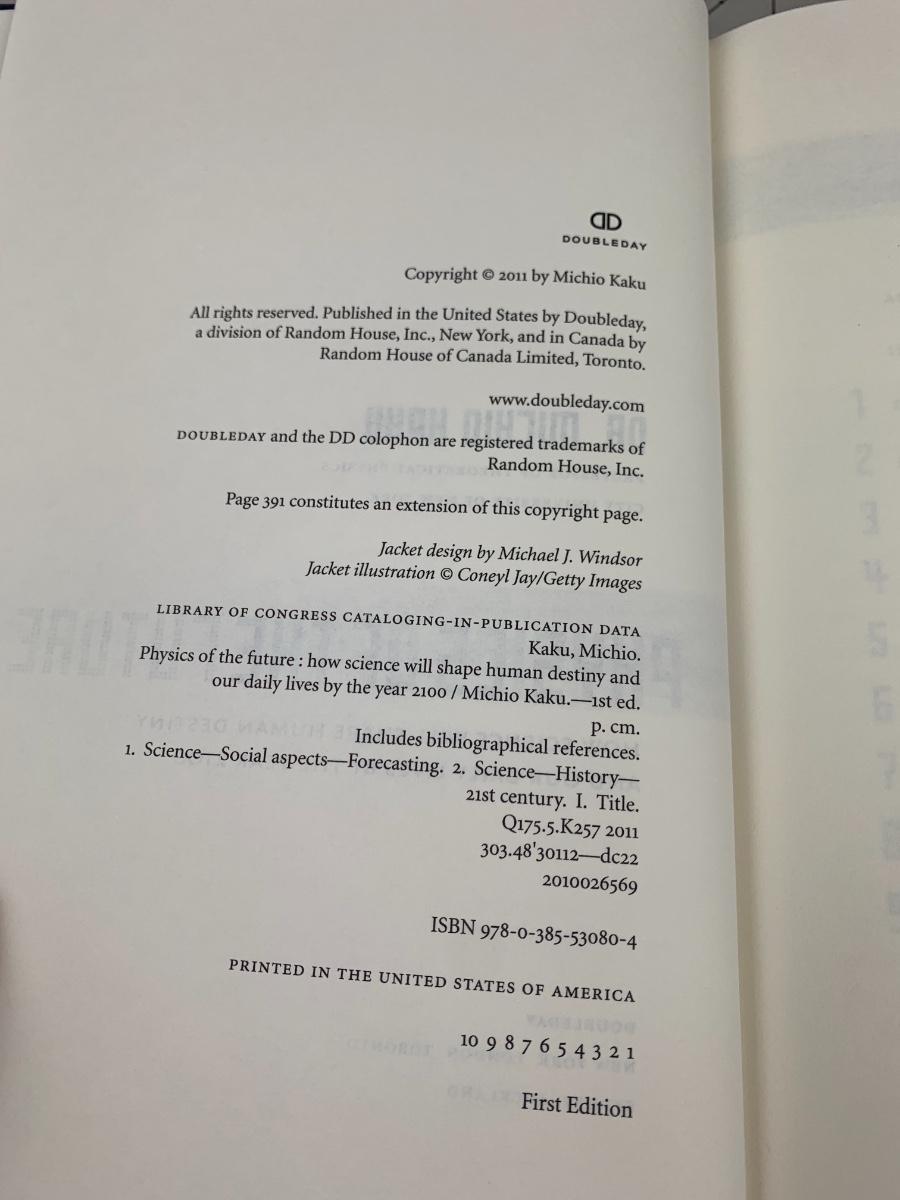 DD
DOUBLEDAY
Copyright © 2011 by Michio Kaku
All rights reserved. Published in the United States by Doubleday,
a division of Random House, Inc., New York, and in Canada by
Random House of Canada Limited, Toronto.
www.doubleday.com
DOUBLEDAY and the DD colophon are registered trademarks of
Random House, Inc.
Page 391 constitutes an extension of this copyright page.
Jacket design by Michael J. Windsor
Jacket illustration © Coneyl Jay/Getty Images
LIBRARY OF CONGRESS CATALOGING-IN-PUBLICATION DATA
Kaku, Michio.
Physics of the future : how science will shape human destiny and
our daily lives by the year 2100 / Michio Kaku.—1st ed.
p. cm.
Includes bibliographical references.
1. Science—Social aspects—Forecasting. 2. Science—History—
21st century. I. Title.
Q175.5.K257 2011
303.48'30112—dc22
2010026569
ISBN 978-0-385-53080-4
PRINTED IN THE UNITED STATES OF AMERICA
10 9 8 7 6 5 4 3 2 1
First Edition
1
2
3
4
5
6
7